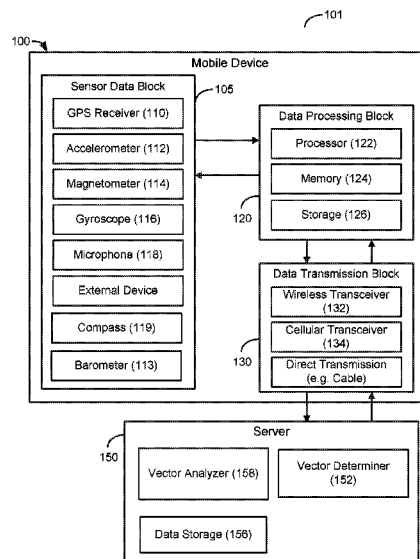 101
100
Mobile Device
Sensor Data Block
105
GPS Receiver (110)
Accelerometer (112)
Magnetometer (114)
Gyroscope (116)
Microphone (118)
External Device
Compass (119)
Barometer (113)
Data Processing Block
Processor (122)
Memory (124)
Storage (126)
120
Data Transmission Block
Wireless Transceiver
(132)
Cellular Transceiver
(134)
Direct Transmission
(e.g. Cable)
130
Server
150
Vector Analyzer (158)
Vector Determiner
(152)
Data Storage (156)